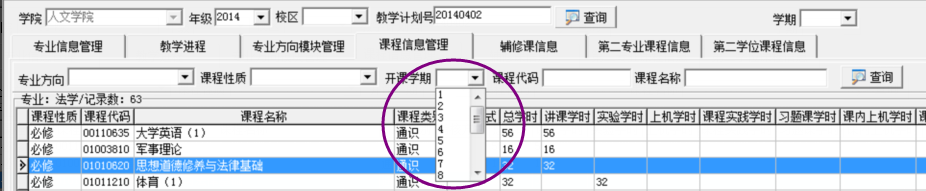 学院 人文学院 年级 2014 校区 教学计划号 20140402 查询 学期
专业信息管理 教学进程 专业方向模块管理 课程信息管理 辅修课信息 第二专业课程信息 第二学位课程信息
专业方向 课程性质 开课学期 课程代码 课程名称 查询
专业: 法学/记录数: 63
课程性质 课程代码 课程名称 课程类 式 总学时 讲课学时 实验学时 上机学时 课程实践学时 习题课学时 课内上机学时
必修 00110635 大学英语(1) 通识 56 56
必修 01003810 军事理论 通识 16 16
必修 01010620 思想道德修养与法律基础 通识 32 32
必修 01011210 体育(1) 通识 32 32
1
2
3
4
5
6
7
8